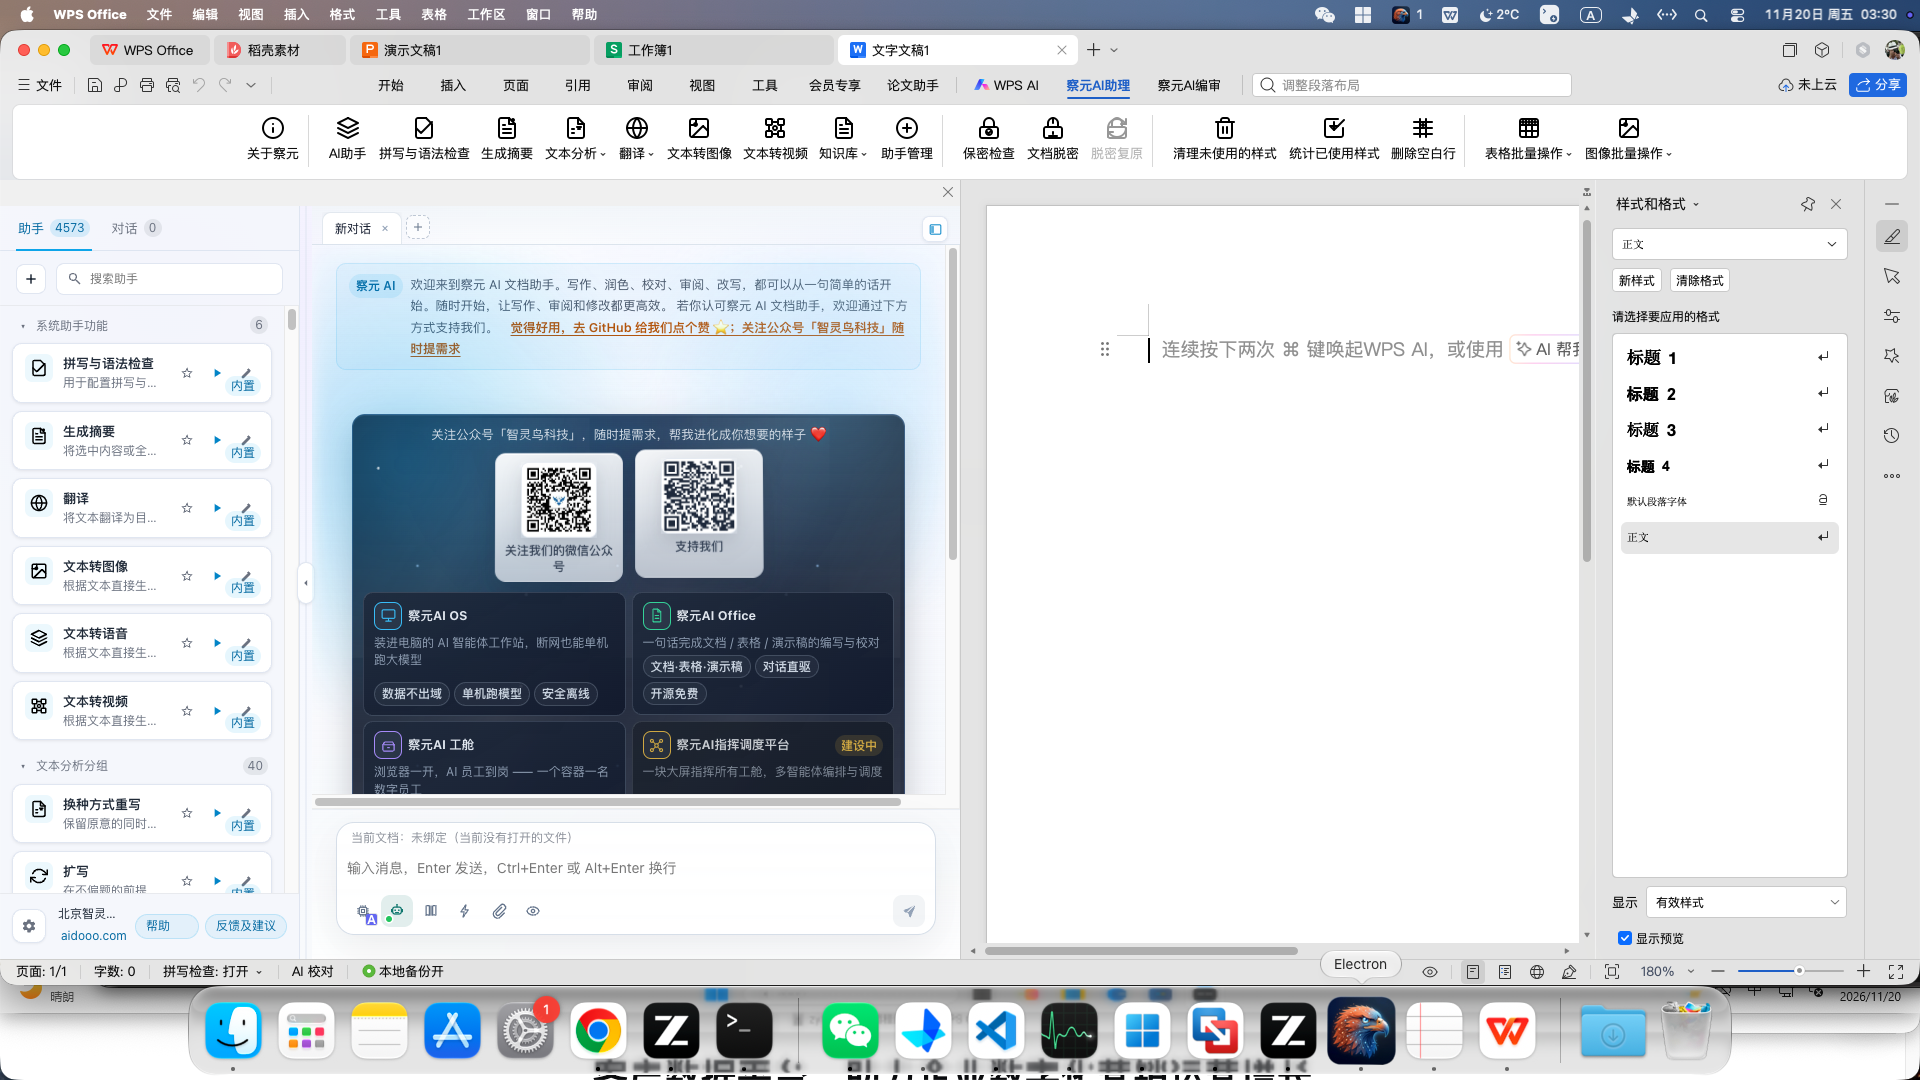 WPS Office 文件 编辑 视图 插入 格式 工具 表格 工作区 窗口 帮助 1 2°C A 11月20日 周五 03:30
WPS Office 稻壳素材 演示文稿1 工作簿1 文字文稿1
文件 开始 插入 页面 引用 审阅 视图 工具 会员专享 论文助手 WPS AI 察元AI助理 察元AI编审 调整段落布局 未上云 分享
关于察元 AI助手 拼写与语法检查 生成摘要 文本分析 翻译 文本转图像 文本转视频 知识库 助手管理 保密检查 文档脱密 脱密复原 清理未使用的样式 统计已使用样式 删除空白行 表格批量操作 图像批量操作
助手 4573 对话 0
搜索助手
系统助手功能 6
拼写与语法检查
用于配置拼写与... 内置
生成摘要
将选中内容或全... 内置
翻译
将文本翻译为目... 内置
文本转图像
根据文本直接生... 内置
文本转语音
根据文本直接生... 内置
文本转视频
根据文本直接生... 内置
文本分析分组 40
换种方式重写
保留原意的同时... 内置
扩写
在不偏题的前提 内置
北京智灵...
aidooo.com
帮助 反馈及建议
新对话
察元 AI 欢迎来到察元 AI 文档助手。写作、润色、校对、审阅、改写，都可以从一句简单的话开
始。随时开始，让写作、审阅和修改都更高效。 若你认可察元 AI 文档助手，欢迎通过下方
方式支持我们。 觉得好用，去 GitHub 给我们点个赞 ⭐；关注公众号「智灵鸟科技」随
时提需求
关注公众号「智灵鸟科技」，随时提需求，帮我进化成你想要的样子 ❤️
关注我们的微信公众
号
支持我们
察元AI OS
装进电脑的 AI 智能体工作站，断网也能单机
跑大模型
数据不出域 单机跑模型 安全离线
察元AI Office
一句话完成文档 / 表格 / 演示稿的编写与校对
文档·表格·演示稿 对话直驱
开源免费
察元AI 工舱
浏览器一开，AI 员工到岗 —— 一个容器一名
数字员工
察元AI指挥调度平台 建设中
一块大屏指挥所有工舱，多智能体编排与调度
当前文档：未绑定（当前没有打开的文件）
输入消息，Enter 发送，Ctrl+Enter 或 Alt+Enter 换行
A
连续按下两次 ⌘ 键唤起WPS AI，或使用 AI 帮我
样式和格式
正文
新样式 清除格式
请选择要应用的格式
标题 1
标题 2
标题 3
标题 4
默认段落字体 a
正文
显示 有效样式
显示预览
页面: 1/1 字数: 0 拼写检查: 打开 AI 校对 本地备份开 180%
Electron
晴朗
2026/11/20
1